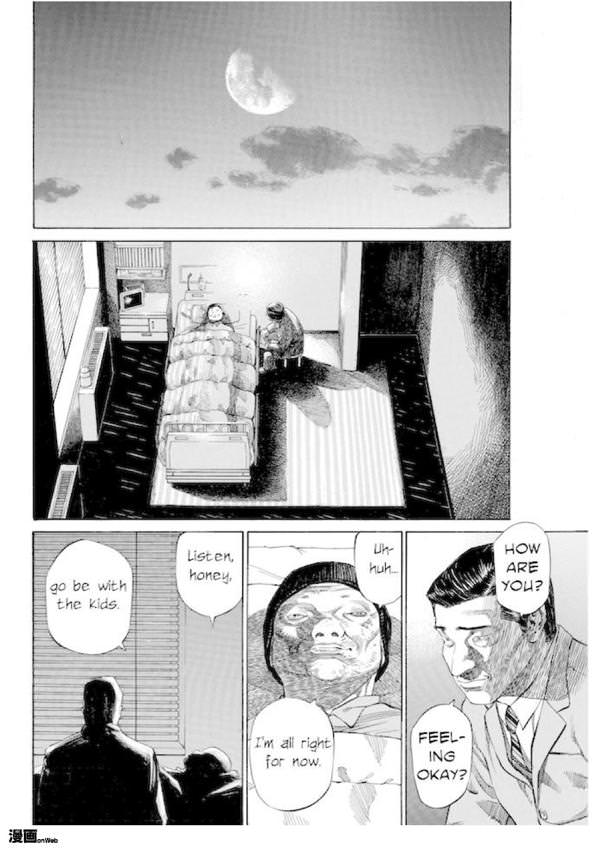 HOW
ARE
YOU?
FEEL-
ING
OKAY?
Uh-
huh...
I'm all right
for now.
Listen,
honey,
go be with
the kids.
漫画onWeb